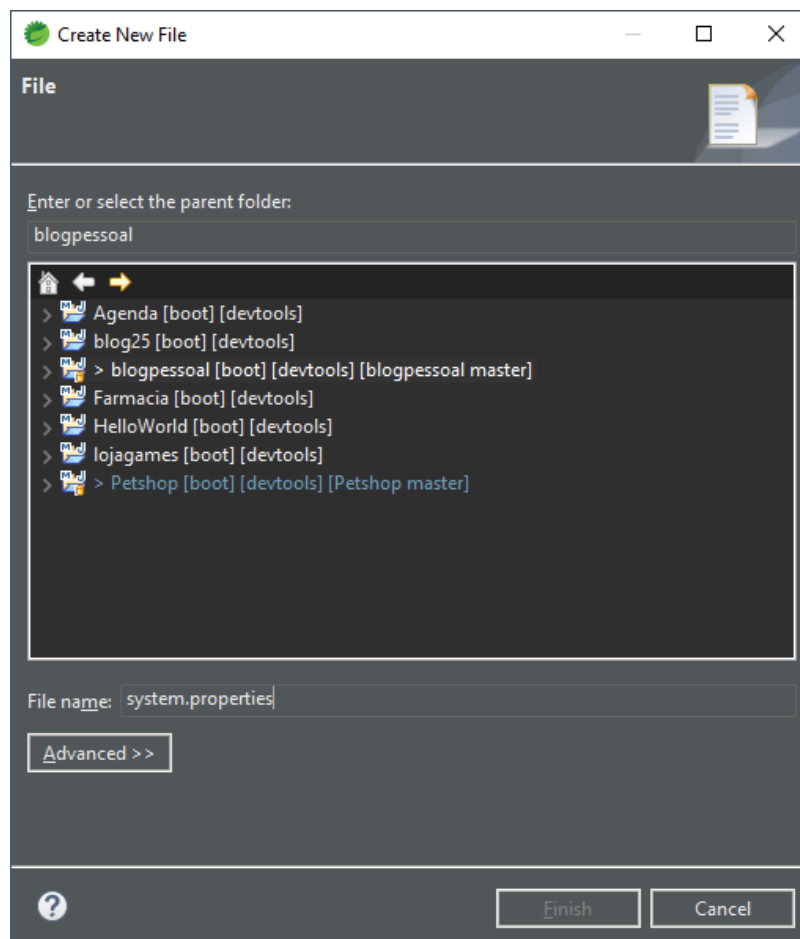 Create New File
File
Enter or select the parent folder:
blogpessoal
Agenda [boot] [devtools]
blog25 [boot] [devtools]
> blogpessoal [boot] [devtools] [blogpessoal master]
Farmacia [boot] [devtools]
HelloWorld [boot] [devtools]
lojagames [boot] [devtools]
> Petshop [boot] [devtools] [Petshop master]
File name: system.properties
Advanced >>
Finish Cancel